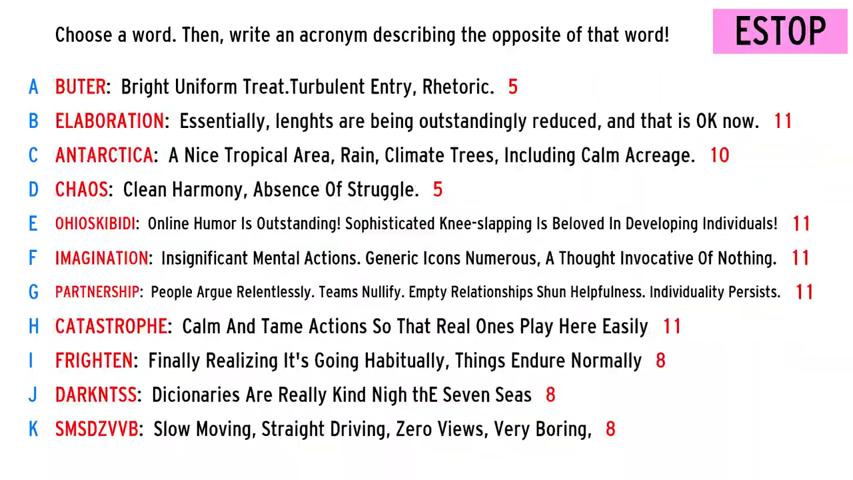 Choose a word. Then, write an acronym describing the opposite of that word!
ESTOP
A BUTER: Bright Uniform Treat.Turbulent Entry, Rhetoric. 5
B ELABORATION: Essentially, lenghts are being outstandingly reduced, and that is OK now. 11
C ANTARCTICA: A Nice Tropical Area, Rain, Climate Trees, Including Calm Acreage. 10
D CHAOS: Clean Harmony, Absence Of Struggle. 5
E OHIOSKIBIDI: Online Humor Is Outstanding! Sophisticated Knee-slapping Is Beloved In Developing Individuals! 11
F IMAGINATION: Insignificant Mental Actions. Generic Icons Numerous, A Thought Invocative Of Nothing. 11
G PARTNERSHIP: People Argue Relentlessly. Teams Nullify. Empty Relationships Shun Helpfulness. Individuality Persists. 11
H CATASTROPHE: Calm And Tame Actions So That Real Ones Play Here Easily 11
I FRIGHTEN: Finally Realizing It's Going Habitually, Things Endure Normally 8
J DARKNTSS: Dicionaries Are Really Kind Nigh thE Seven Seas 8
K SMSDZVVB: Slow Moving, Straight Driving, Zero Views, Very Boring, 8